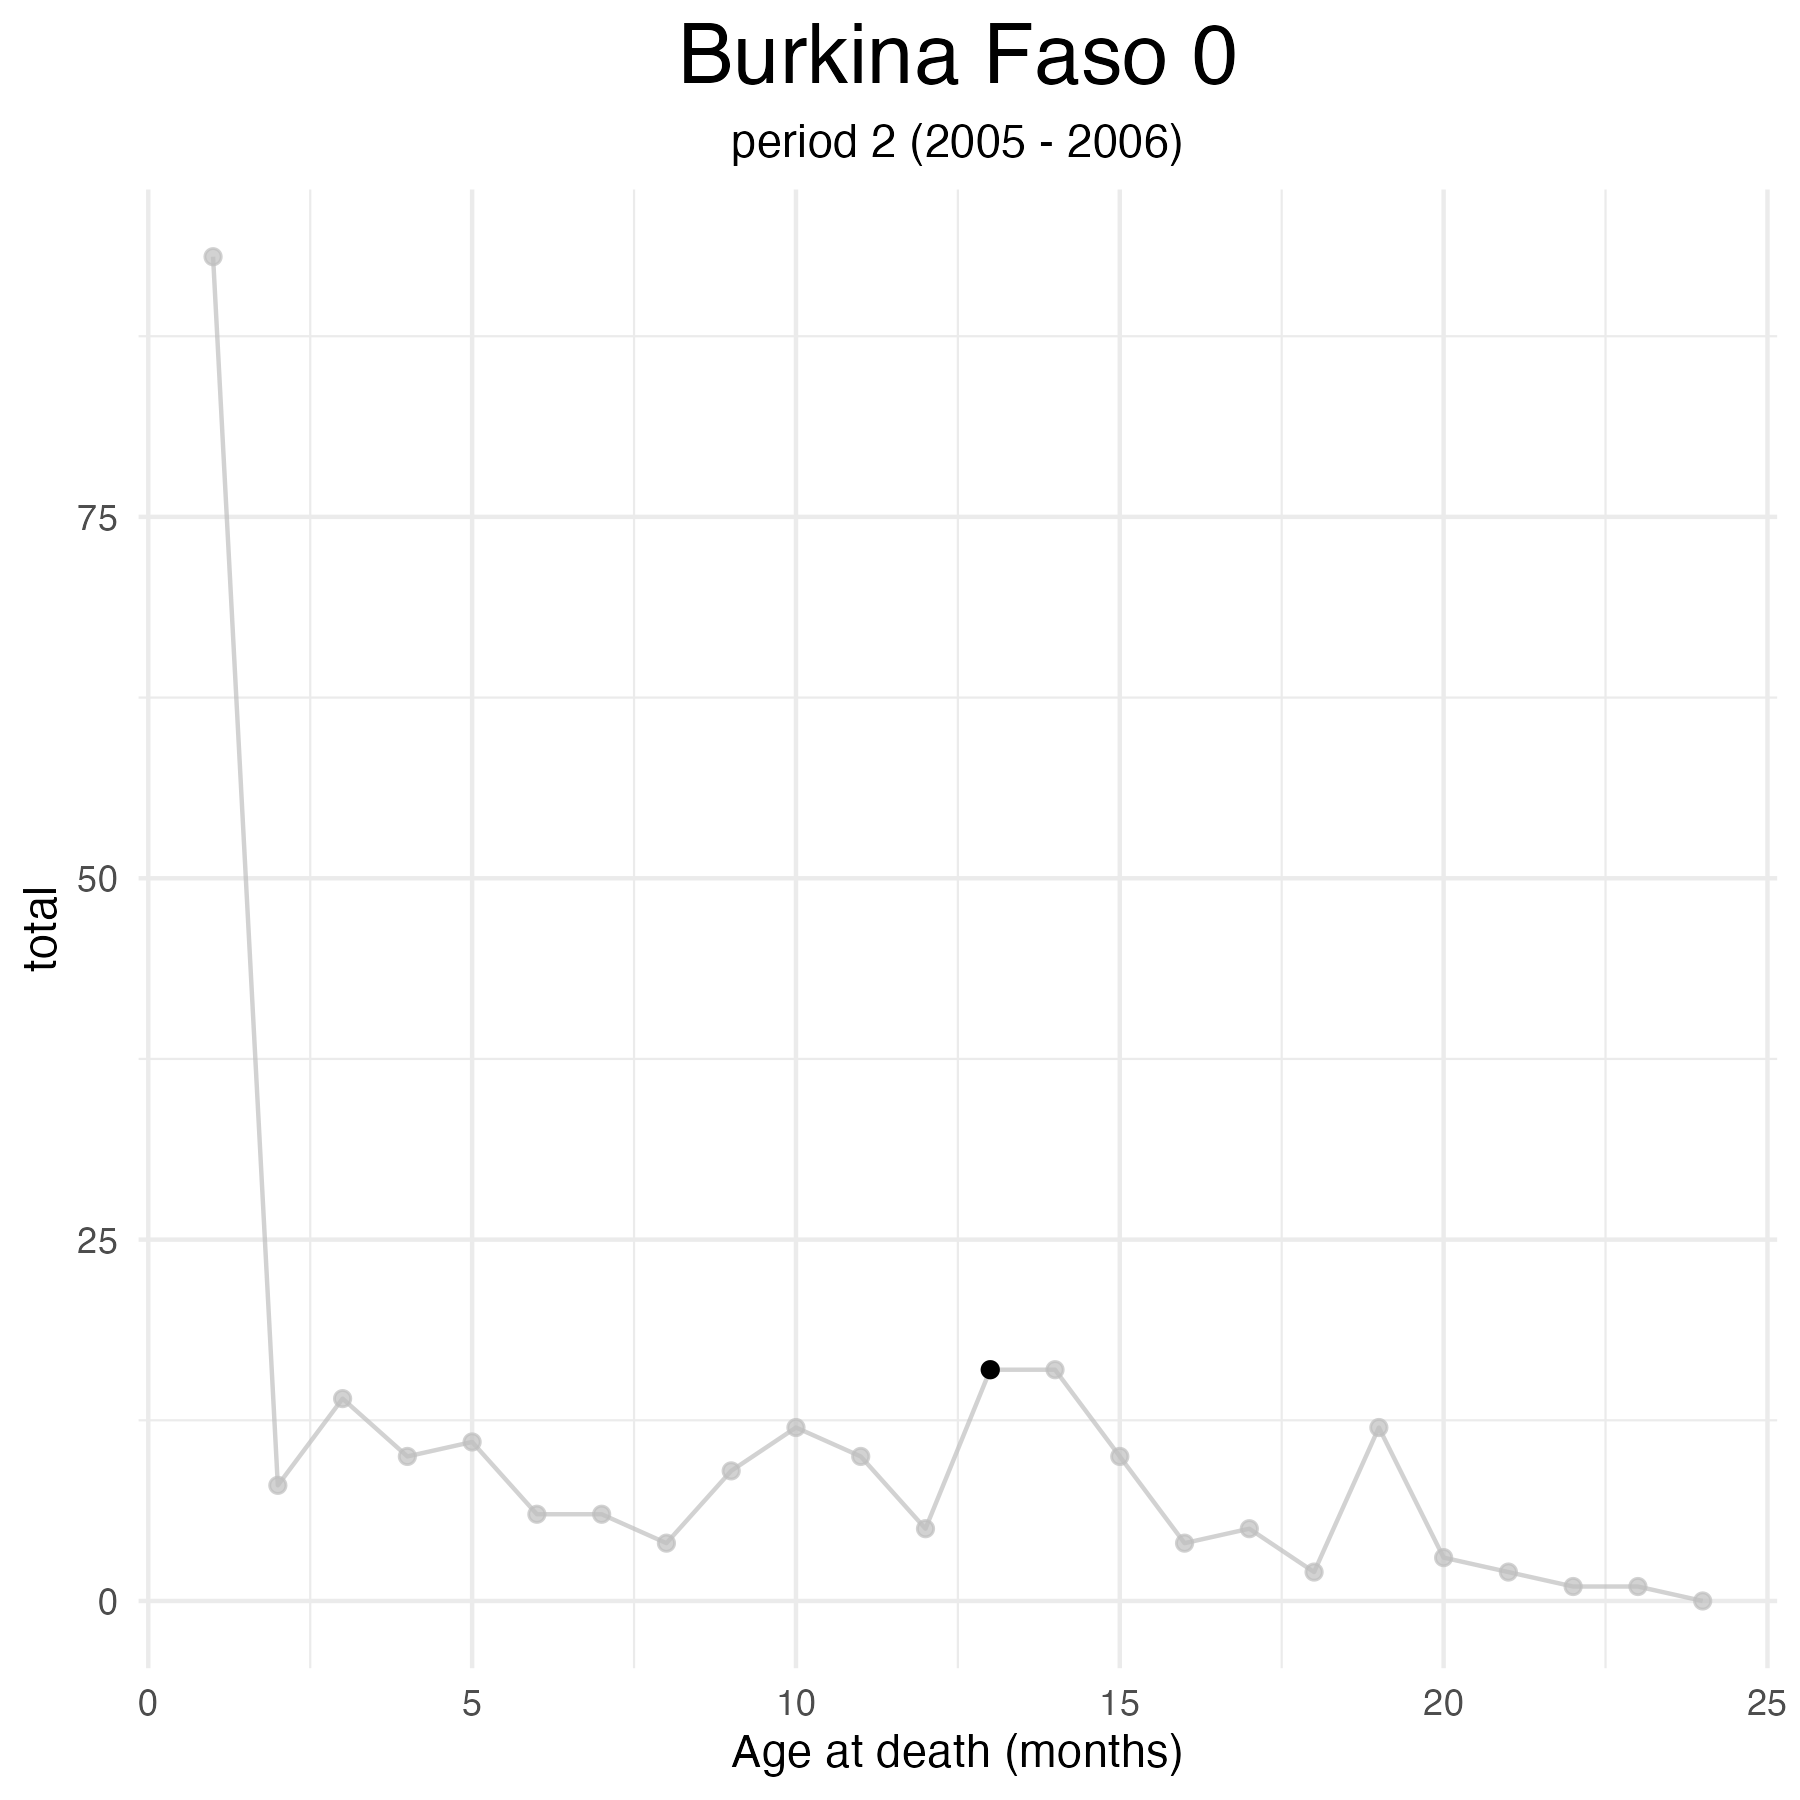 Burkina Faso 0
period 2 (2005 - 2006)
total
75
50
25
0
0 5 10 15 20 25
Age at death (months)